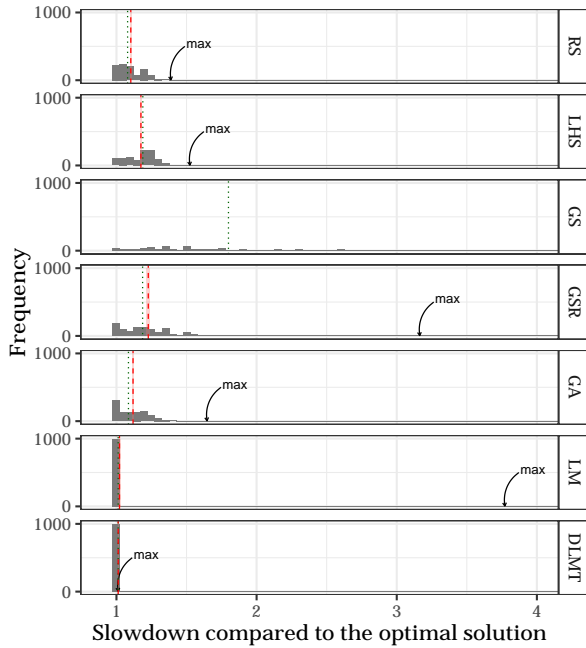 1000
0
max
RS
1000
0
max
LHS
1000
0
GS
1000
0
max
GSR
1000
0
max
GA
1000
0
max
LM
1000
0
max
DLMT
Frequency
1 2 3 4
Slowdown compared to the optimal solution